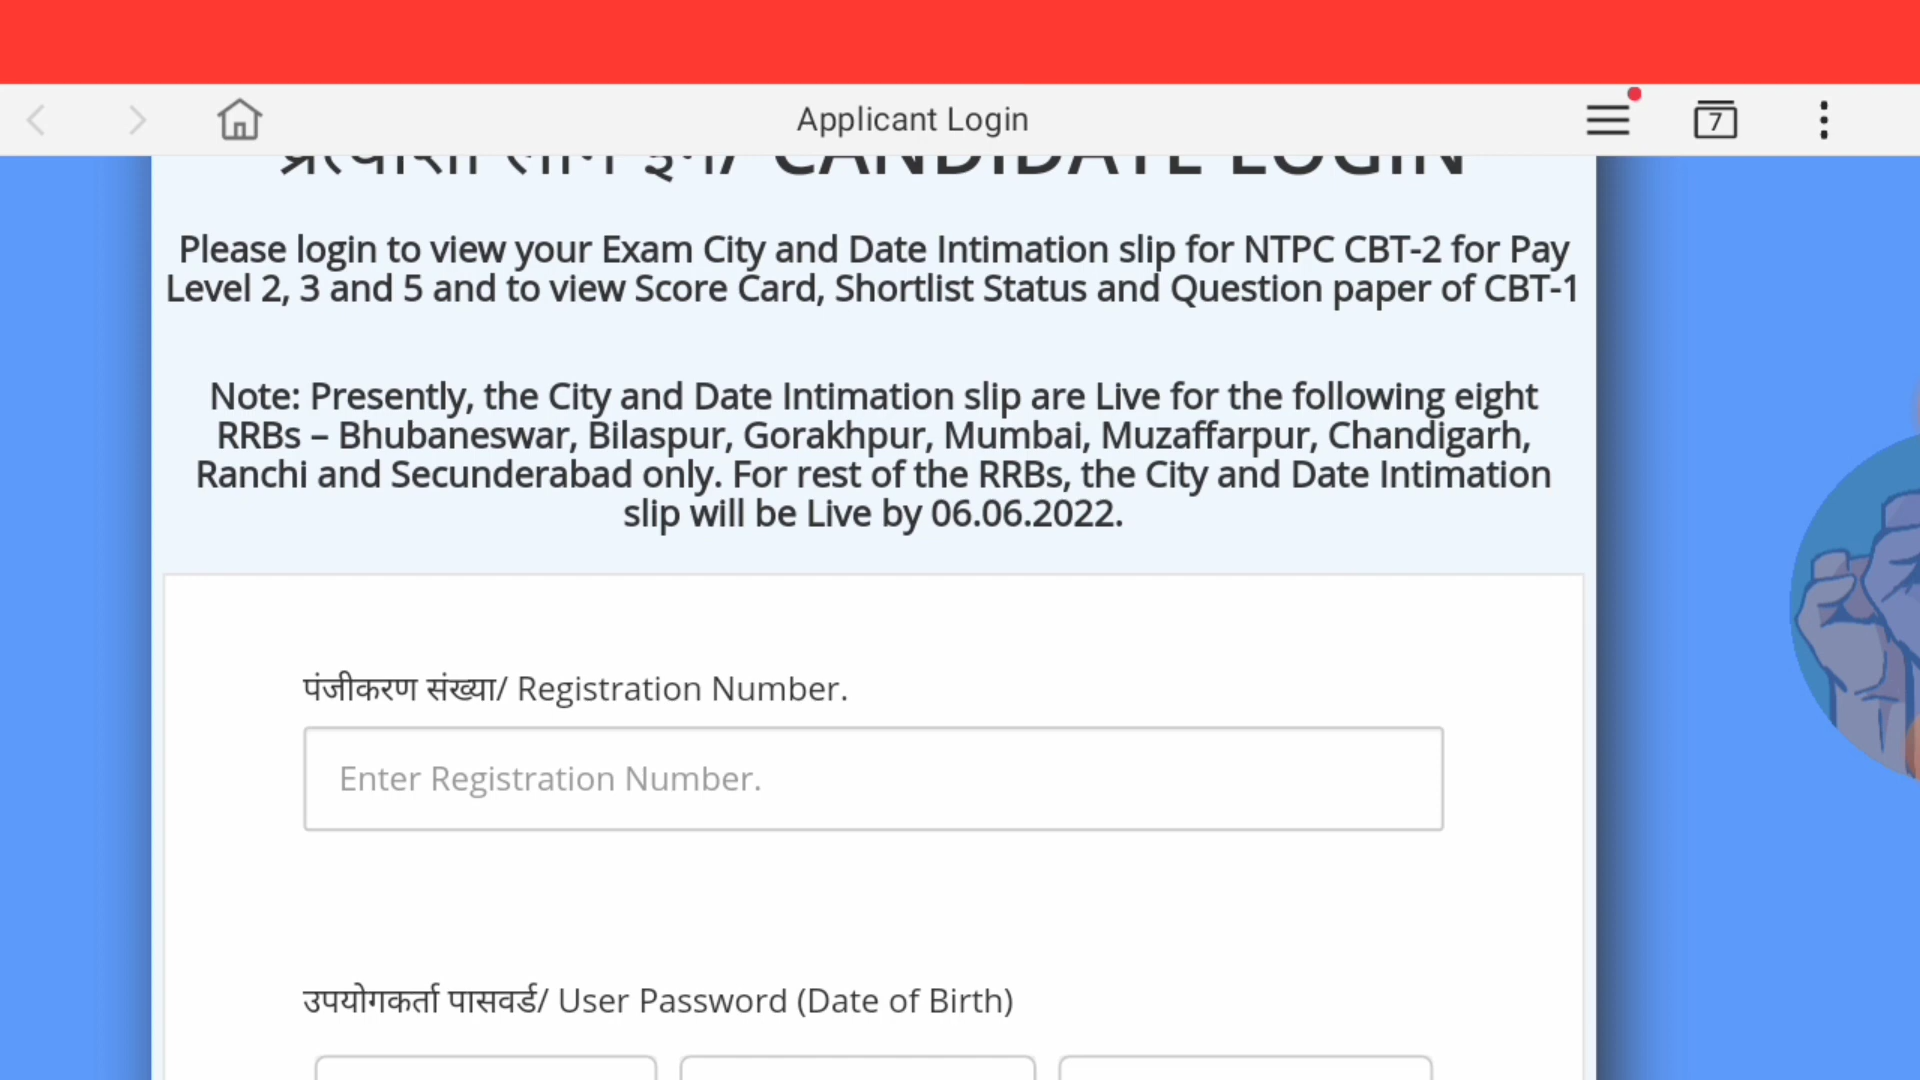 Applicant Login
7
CANDIDATE LOGIN
Please login to view your Exam City and Date Intimation slip for NTPC CBT-2 for Pay
Level 2, 3 and 5 and to view Score Card, Shortlist Status and Question paper of CBT-1
Note: Presently, the City and Date Intimation slip are Live for the following eight
RRBs – Bhubaneswar, Bilaspur, Gorakhpur, Mumbai, Muzaffarpur, Chandigarh,
Ranchi and Secunderabad only. For rest of the RRBs, the City and Date Intimation
slip will be Live by 06.06.2022.
पंजीकरण संख्या/ Registration Number.
Enter Registration Number.
उपयोगकर्ता पासवर्ड/ User Password (Date of Birth)